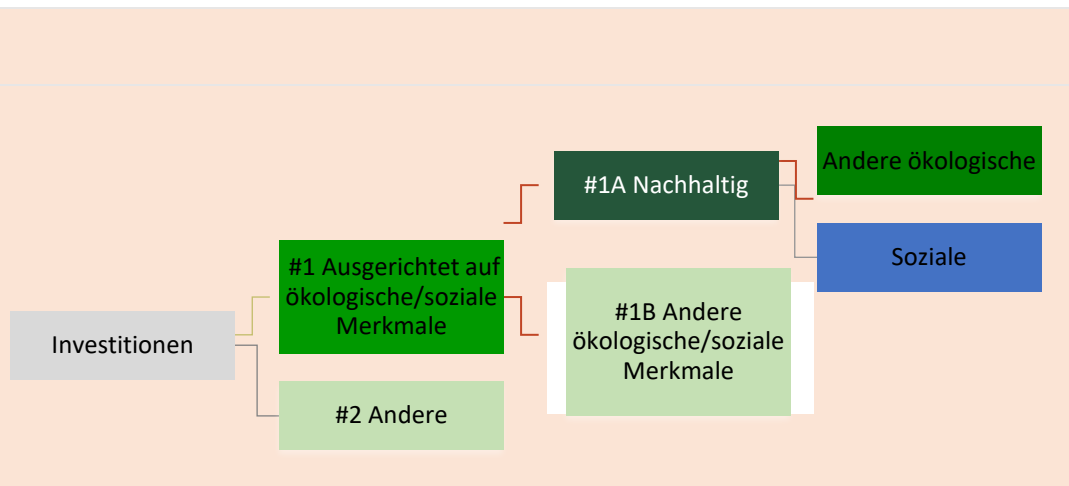 Investitionen
#1 Ausgerichtet auf
ökologische/soziale
Merkmale
#2 Andere
#1A Nachhaltig
#1B Andere
ökologische/soziale
Merkmale
Andere ökologische
Soziale